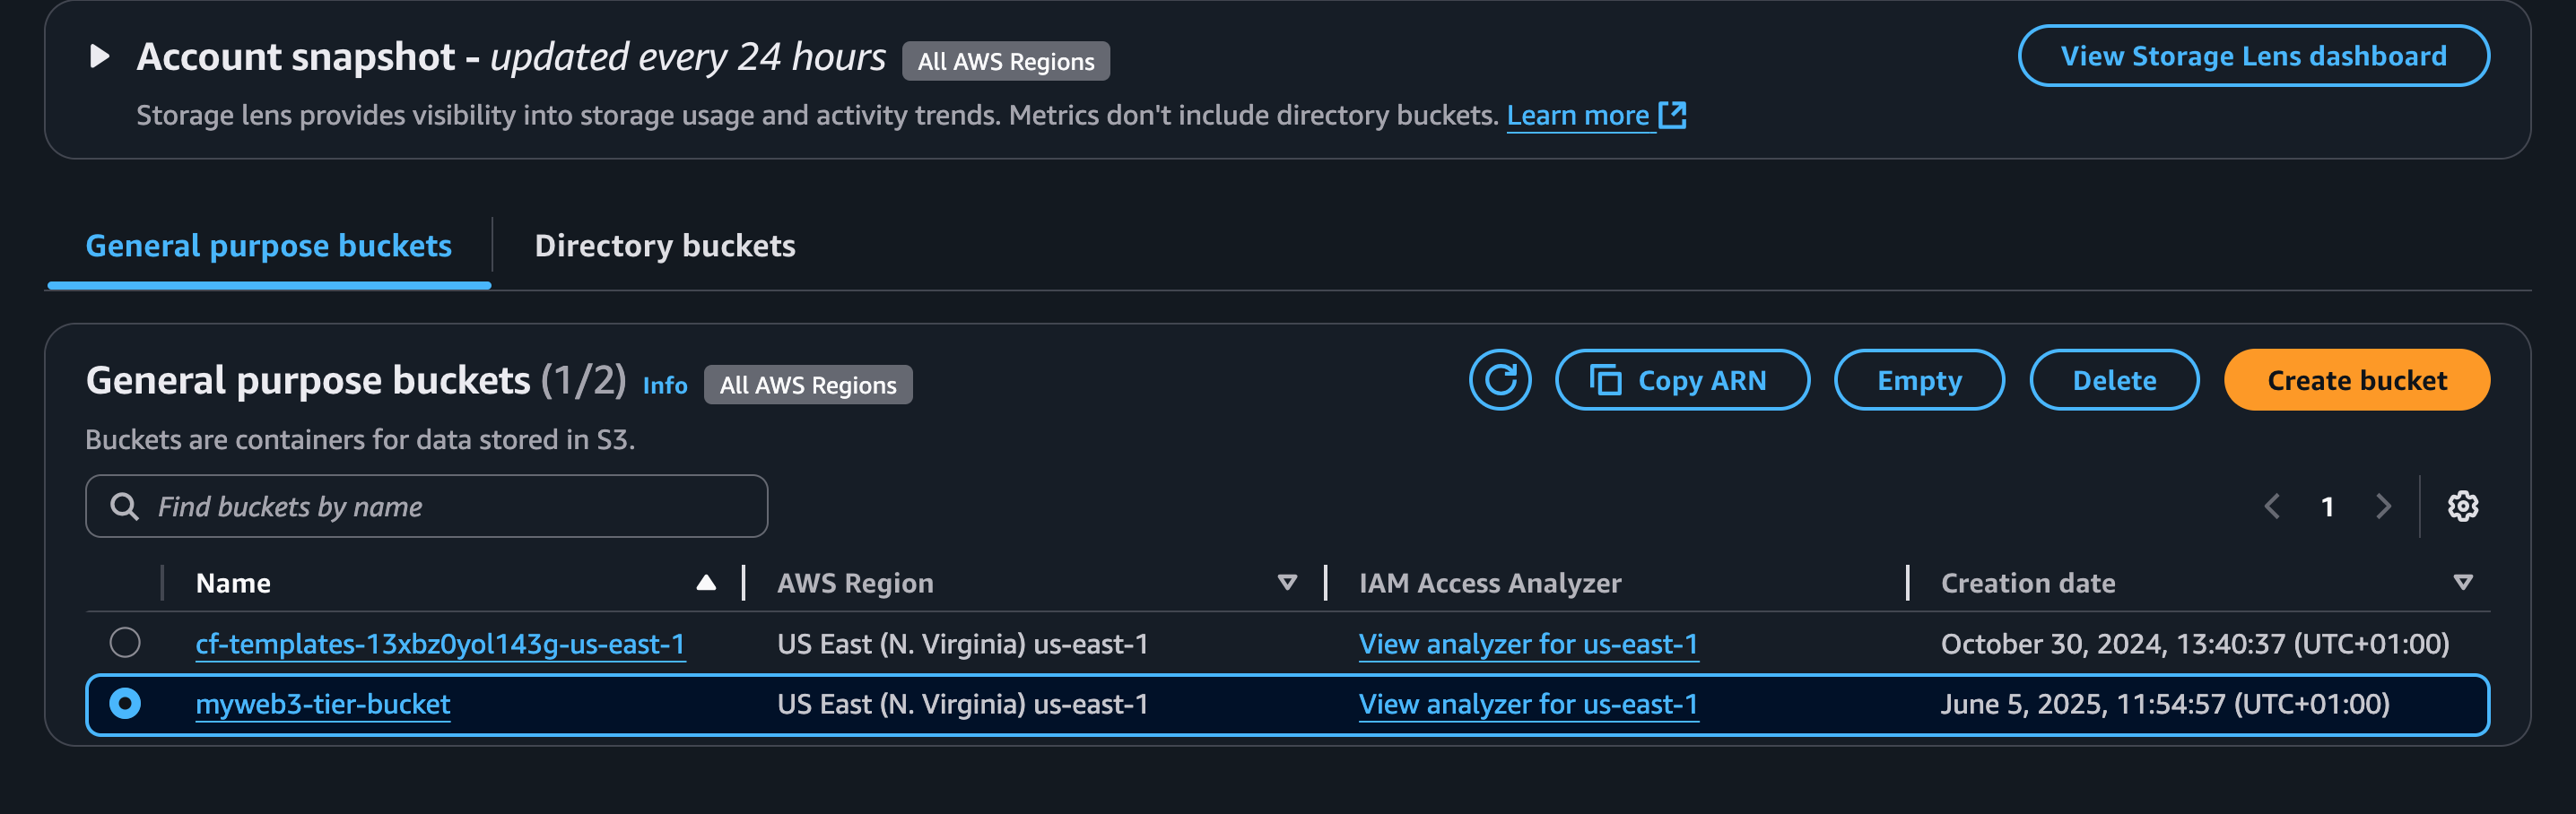 Account snapshot - updated every 24 hours All AWS Regions View Storage Lens dashboard
Storage lens provides visibility into storage usage and activity trends. Metrics don't include directory buckets. Learn more
General purpose buckets Directory buckets
General purpose buckets (1/2) Info All AWS Regions Copy ARN Empty Delete Create bucket
Buckets are containers for data stored in S3.
Find buckets by name 1
Name AWS Region IAM Access Analyzer Creation date
cf-templates-13xbz0yol143g-us-east-1 US East (N. Virginia) us-east-1 View analyzer for us-east-1 October 30, 2024, 13:40:37 (UTC+01:00)
myweb3-tier-bucket US East (N. Virginia) us-east-1 View analyzer for us-east-1 June 5, 2025, 11:54:57 (UTC+01:00)